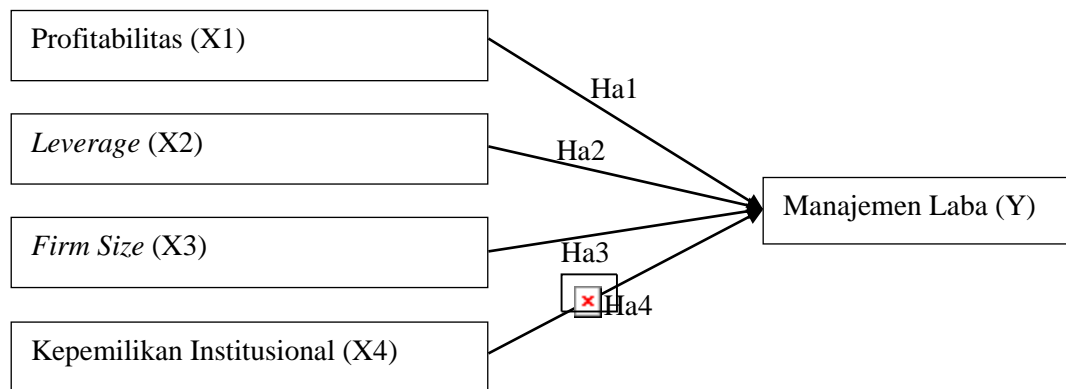 Profitabilitas (X1)
Ha1
Leverage (X2)
Ha2
Manajemen Laba (Y)
Firm Size (X3)
Ha3
Ha4
Kepemilikan Institusional (X4)